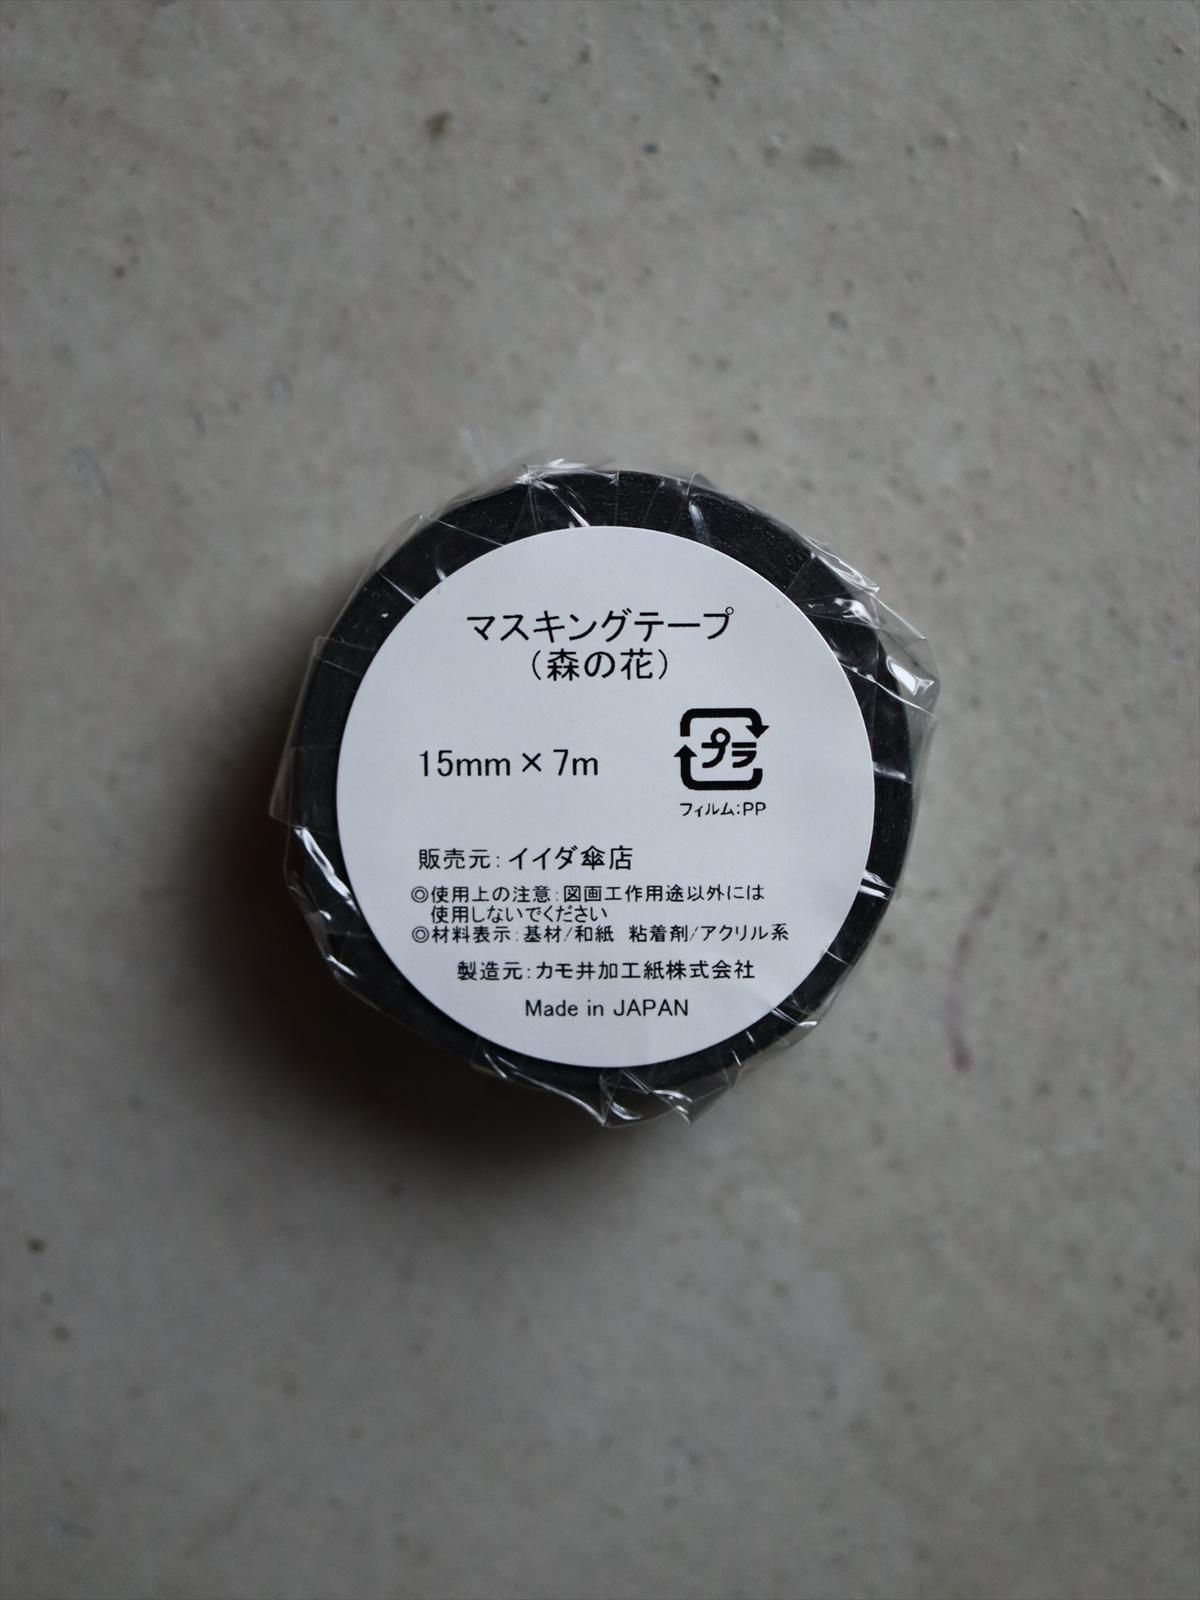 マスキングテープ
（森の花）
15mm×7m
プラ
フィルム：PP
販売元：イイダ傘店
◎使用上の注意：図画工作用途以外には
使用しないでください
◎材料表示：基材/和紙 粘着剤/アクリル系
製造元：カモ井加工紙株式会社
Made in JAPAN